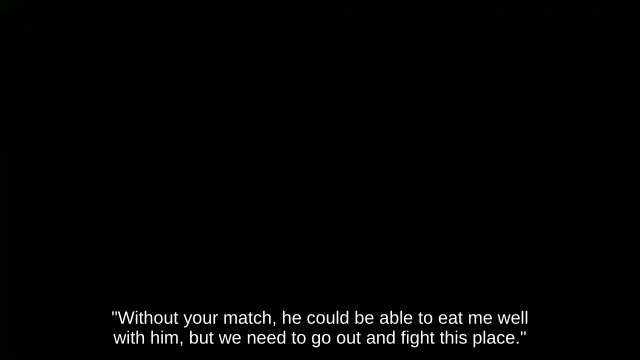 "Without your match, he could be able to eat me well
with him, but we need to go out and fight this place."